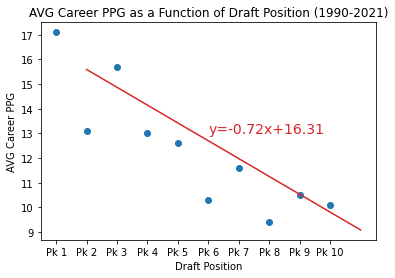 AVG Career PPG as a Function of Draft Position (1990-2021)
AVG Career PPG
17
16
15
14
13
12
11
10
9
y=-0.72x+16.31
Pk 1 Pk 2 Pk 3 Pk 4 Pk 5 Pk 6 Pk 7 Pk 8 Pk 9 Pk 10
Draft Position